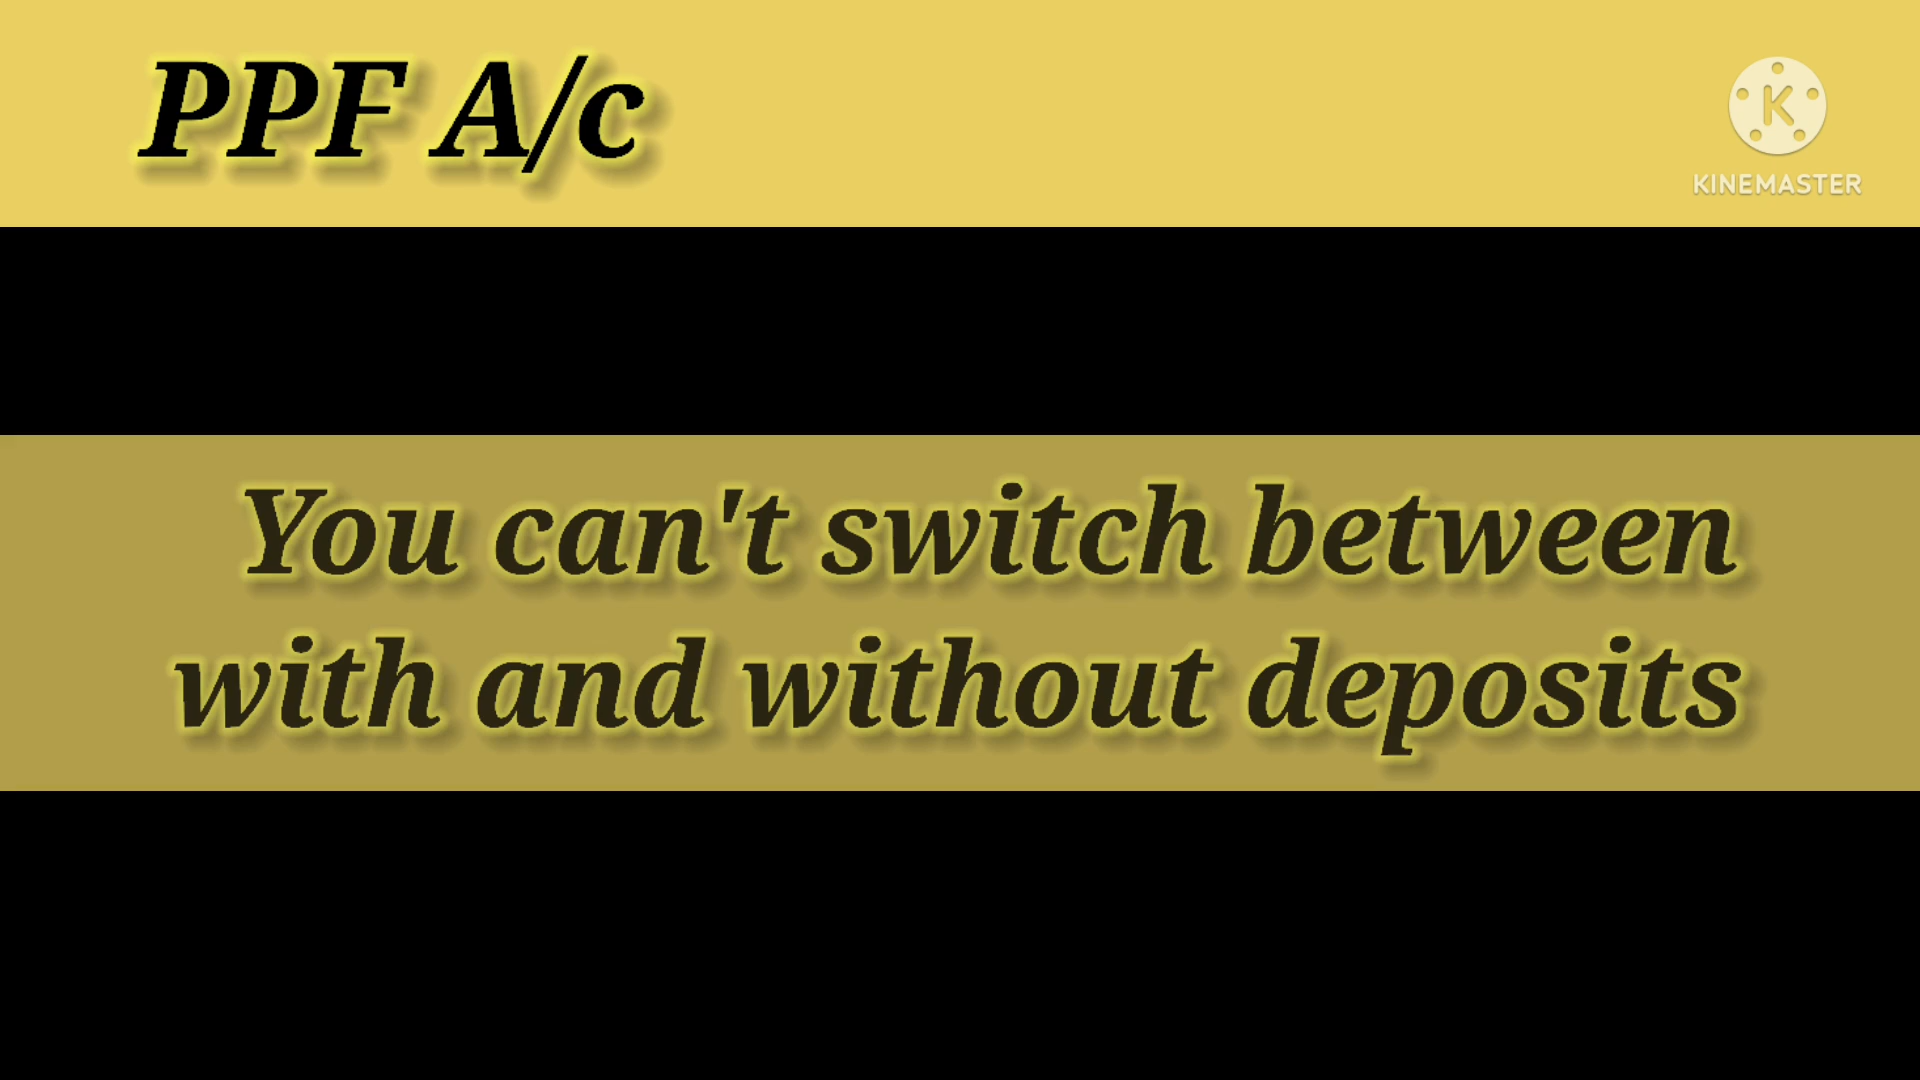 PPF A/c
K
KINEMASTER
You can't switch between
with and without deposits